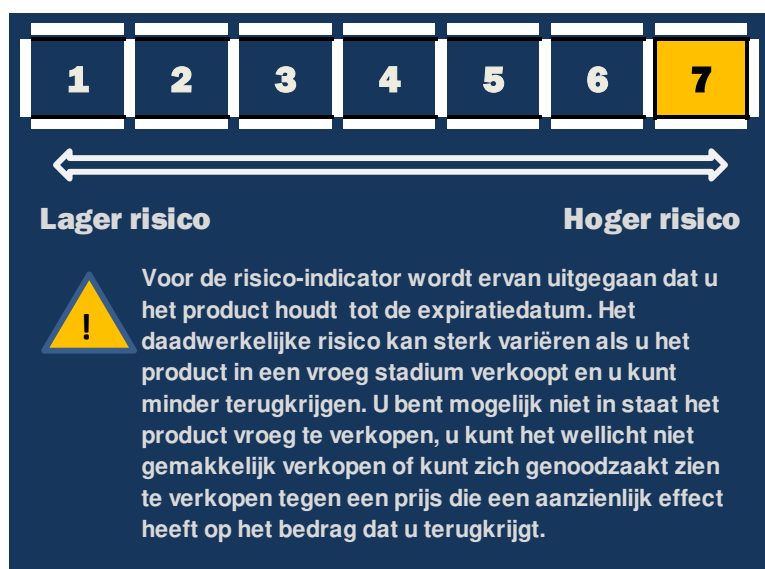 1 2 3 4 5 6 7
Lager risico Hoger risico
!
Voor de risico-indicator wordt ervan uitgegaan dat u
het product houdt tot de expiratiedatum. Het
daadwerkelijke risico kan sterk variëren als u het
product in een vroeg stadium verkoopt en u kunt
minder terugkrijgen. U bent mogelijk niet in staat het
product vroeg te verkopen, u kunt het wellicht niet
gemakkelijk verkopen of kunt zich genoodzaakt zien
te verkopen tegen een prijs die een aanzienlijk effect
heeft op het bedrag dat u terugkrijgt.